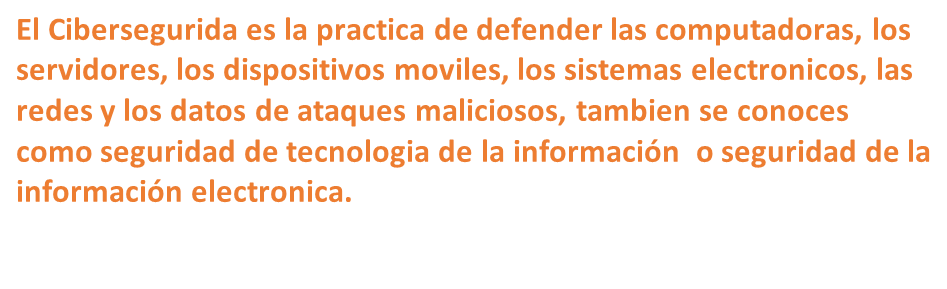 El Cibersegurida es la practica de defender las computadoras, los
servidores, los dispositivos moviles, los sistemas electronicos, las
redes y los datos de ataques maliciosos, tambien se conoces
como seguridad de tecnologia de la información  o seguridad de la
información electronica.